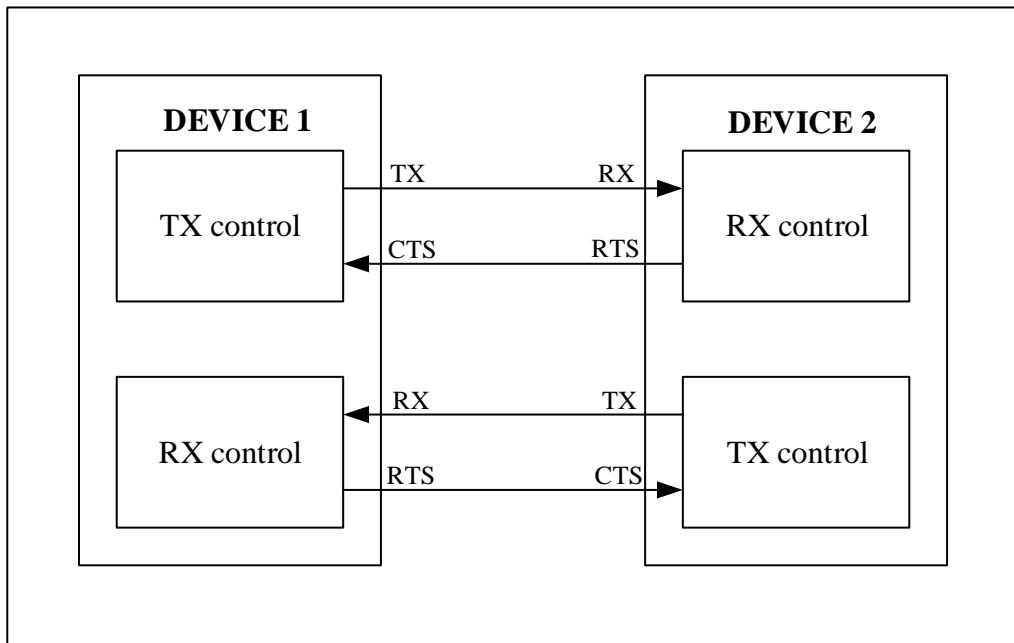 DEVICE 1
DEVICE 2
TX control
TX
RX
RX control
CTS
RTS
RX control
RX
TX
TX control
RTS
CTS